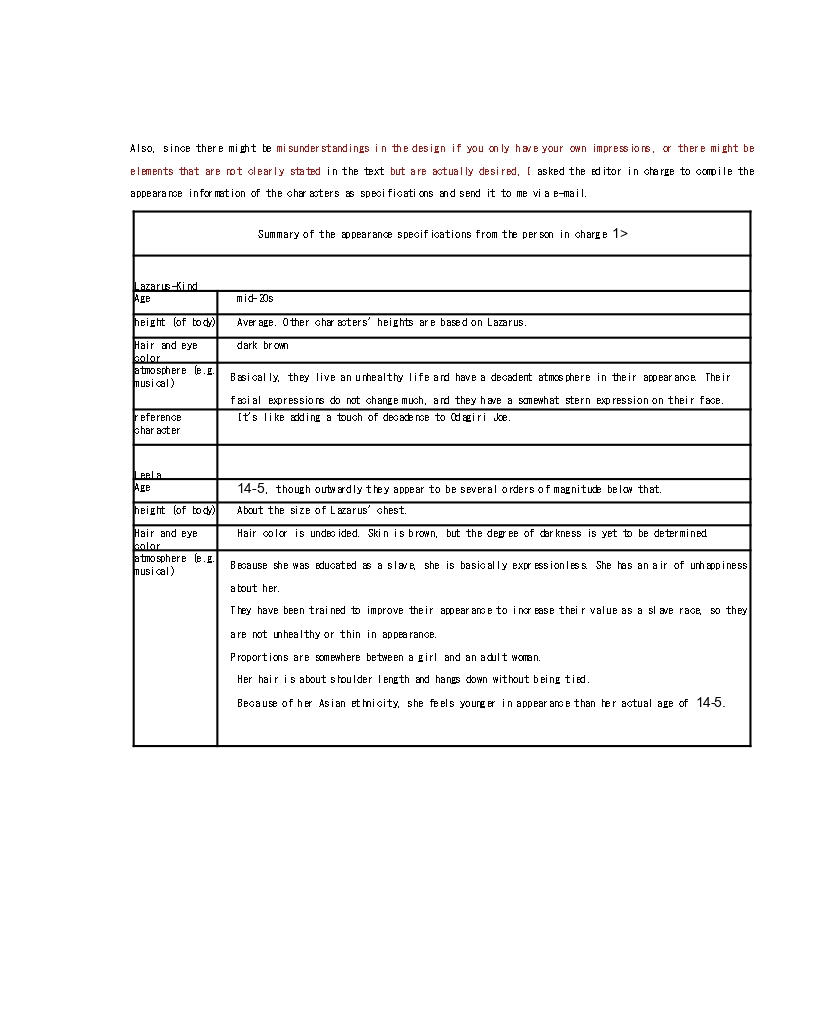 Also, since there might be misunderstandings in the design if you only have your own impressions, or there might be
elements that are not clearly stated in the text but are actually desired, I asked the editor in charge to compile the
appearance information of the characters as specifications and send it to me via e-mail.
Summary of the appearance specifications from the person in charge 1>
Lazarus-Kind
Age
mid-20s
height (of body)
Average. Other characters' heights are based on Lazarus.
Hair and eye
color
dark brown
atmosphere (e.g.
musical)
Basically, they live an unhealthy life and have a decadent atmosphere in their appearance. Their
facial expressions do not change much, and they have a somewhat stern expression on their face.
reference
character
It's like adding a touch of decadence to Odagiri Joe.
Leela
Age
14-5, though outwardly they appear to be several orders of magnitude below that.
height (of body)
About the size of Lazarus' chest.
Hair and eye
color
Hair color is undecided. Skin is brown, but the degree of darkness is yet to be determined.
atmosphere (e.g.
musical)
Because she was educated as a slave, she is basically expressionless. She has an air of unhappiness
about her.
They have been trained to improve their appearance to increase their value as a slave race, so they
are not unhealthy or thin in appearance.
Proportions are somewhere between a girl and an adult woman.
Her hair is about shoulder length and hangs down without being tied.
Because of her Asian ethnicity, she feels younger in appearance than her actual age of 14-5.